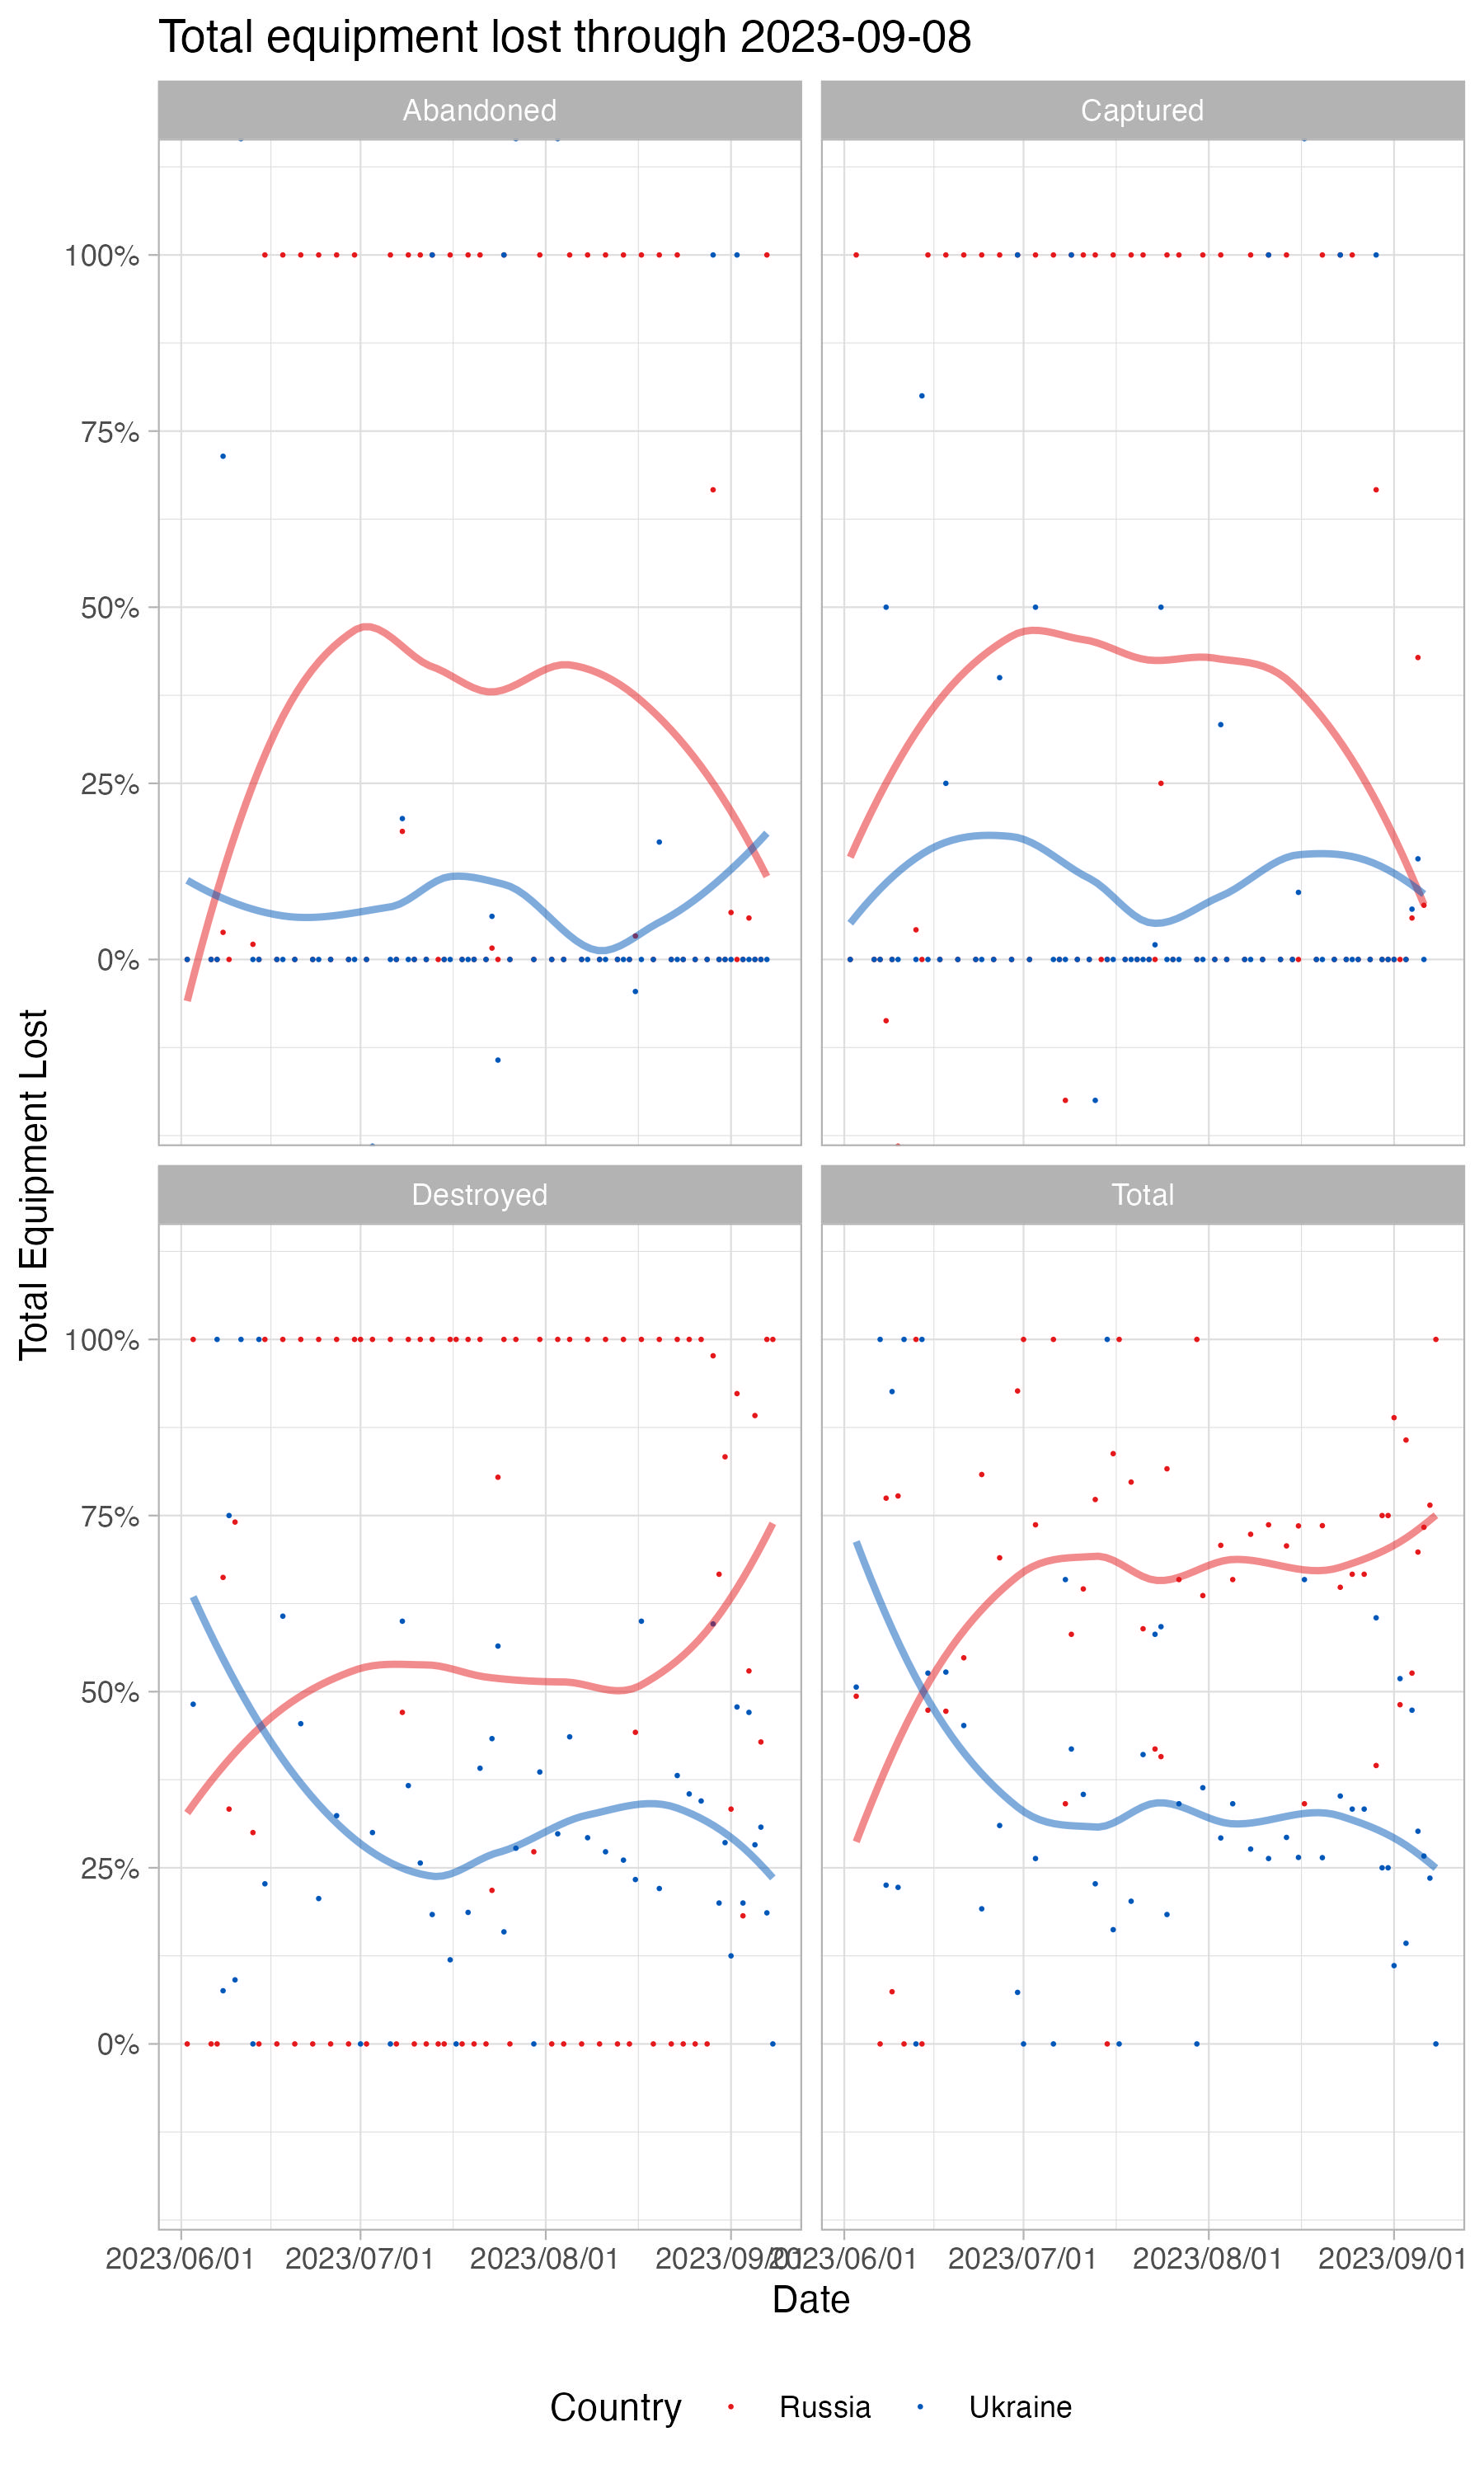 Total equipment lost through 2023-09-08
Abandoned
Captured
100%
75%
50%
25%
0%
Total Equipment Lost
Destroyed
Total
100%
75%
50%
25%
0%
2023/06/01
2023/07/01
2023/08/01
2023/09/01
2023/06/01
2023/07/01
2023/08/01
2023/09/01
Date
Country
Russia
Ukraine